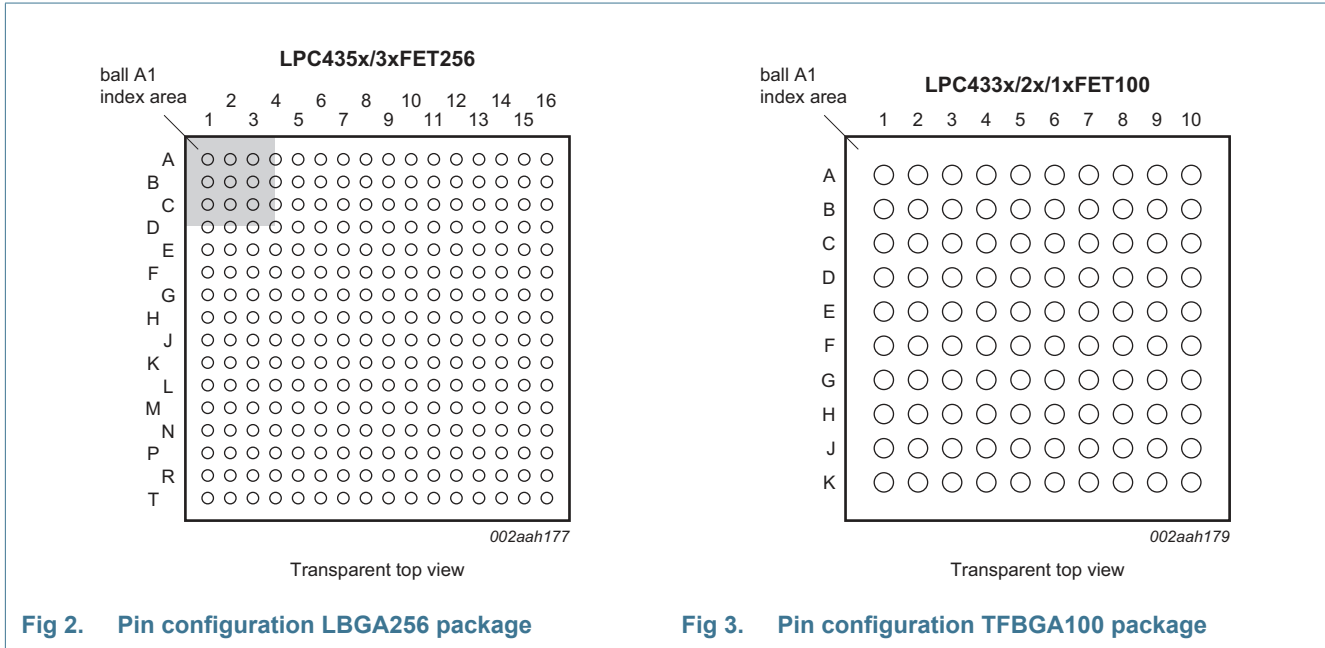 LPC435x/3xFET256
ball A1
index area
2 4 6 8 10 12 14 16
1 3 5 7 9 11 13 15
A
B
C
D
E
F
G
H
J
K
L
M
N
P
R
T
002aah177
Transparent top view
Fig 2. Pin configuration LBGA256 package
LPC433x/2x/1xFET100
ball A1
index area
1 2 3 4 5 6 7 8 9 10
A
B
C
D
E
F
G
H
J
K
002aah179
Transparent top view
Fig 3. Pin configuration TFBGA100 package